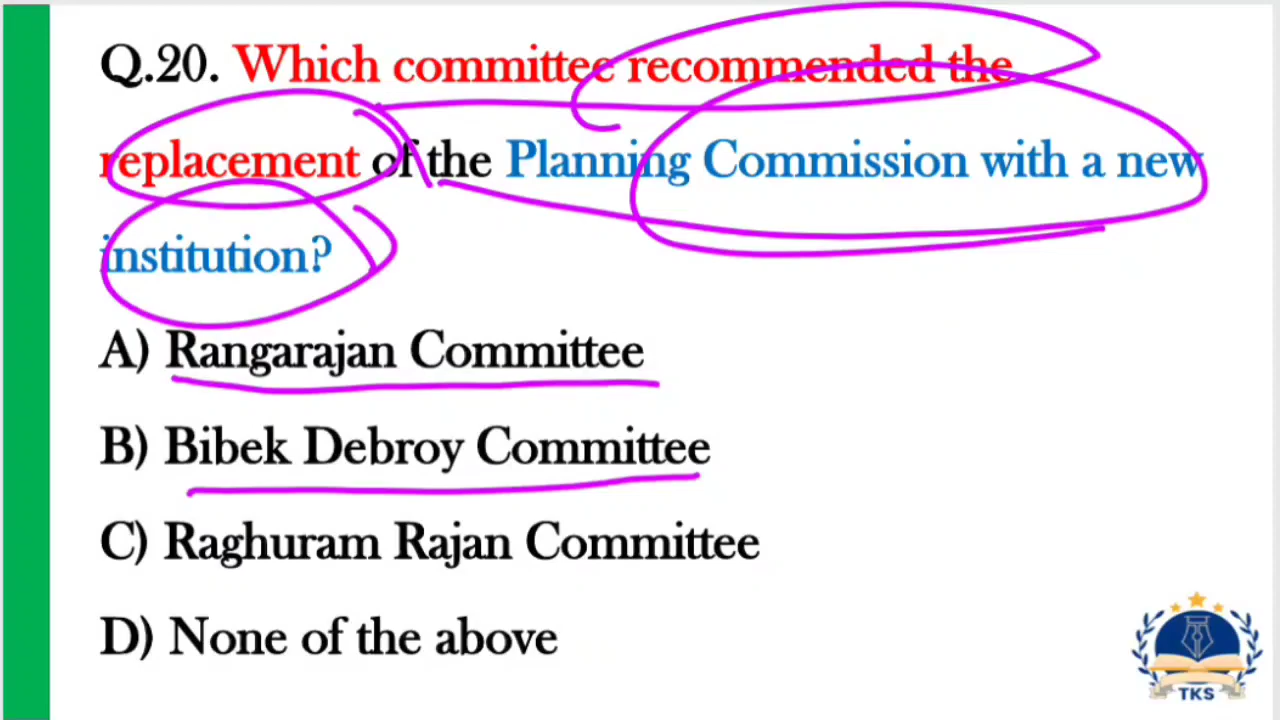 Q.20. Which committee recommended the
replacement of the Planning Commission with a new
institution?
A) Rangarajan Committee
B) Bibek Debroy Committee
C) Raghuram Rajan Committee
D) None of the above
TKS